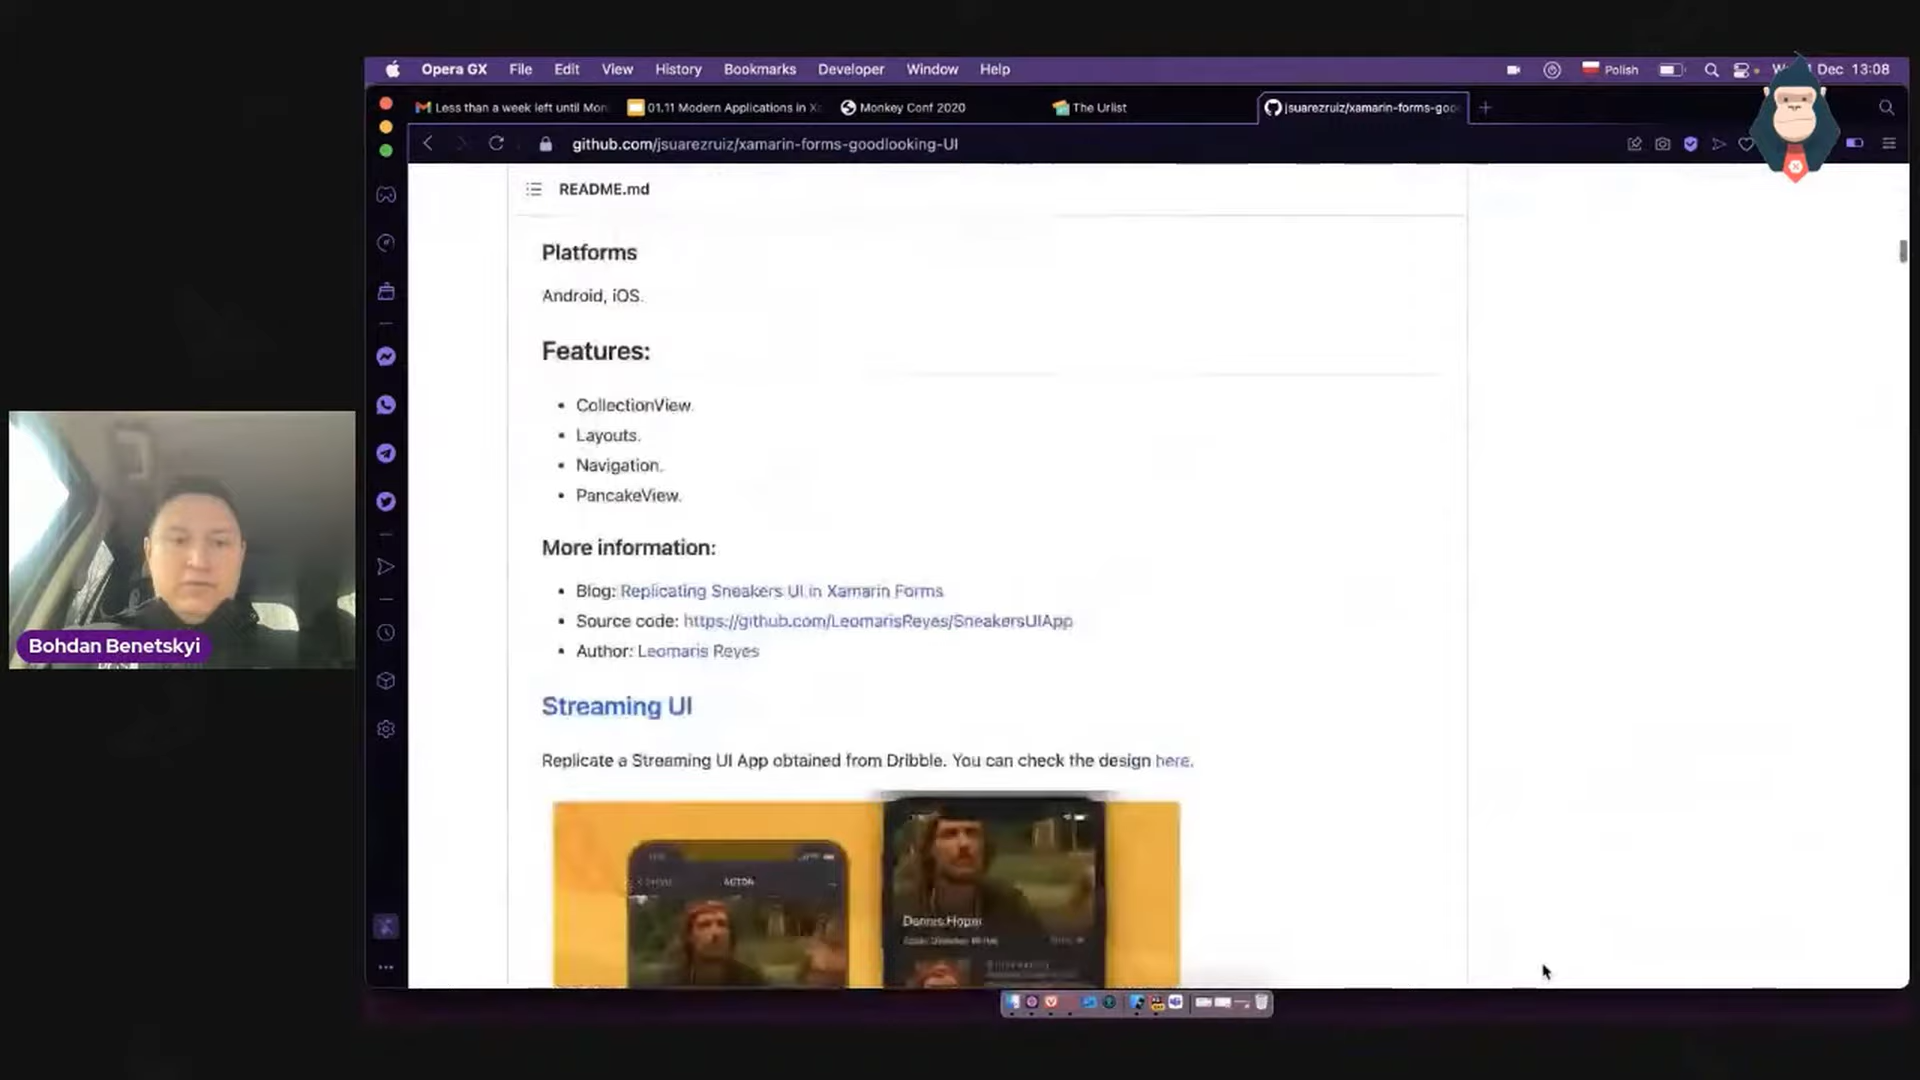 Opera GX File Edit View History Bookmarks Developer Window Help Polish Dec 13:08
Less than a week left until Mon 01.11 Modern Applications in X Monkey Conf 2020 The Urlist jsuarezruiz/xamarin-forms-goo
github.com/jsuarezruiz/xamarin-forms-goodlooking-UI
README.md
Platforms
Android, iOS.
Features:
• CollectionView.
• Layouts.
• Navigation.
• PancakeView.
More information:
• Blog: Replicating Sneakers UI in Xamarin Forms
• Source code: https://github.com/LeomarisReyes/SneakersUIApp
• Author: Leomaris Reyes
Streaming UI
Replicate a Streaming UI App obtained from Dribble. You can check the design here.
ACTOR
Dennis Hoper
Bohdan Benetskyi